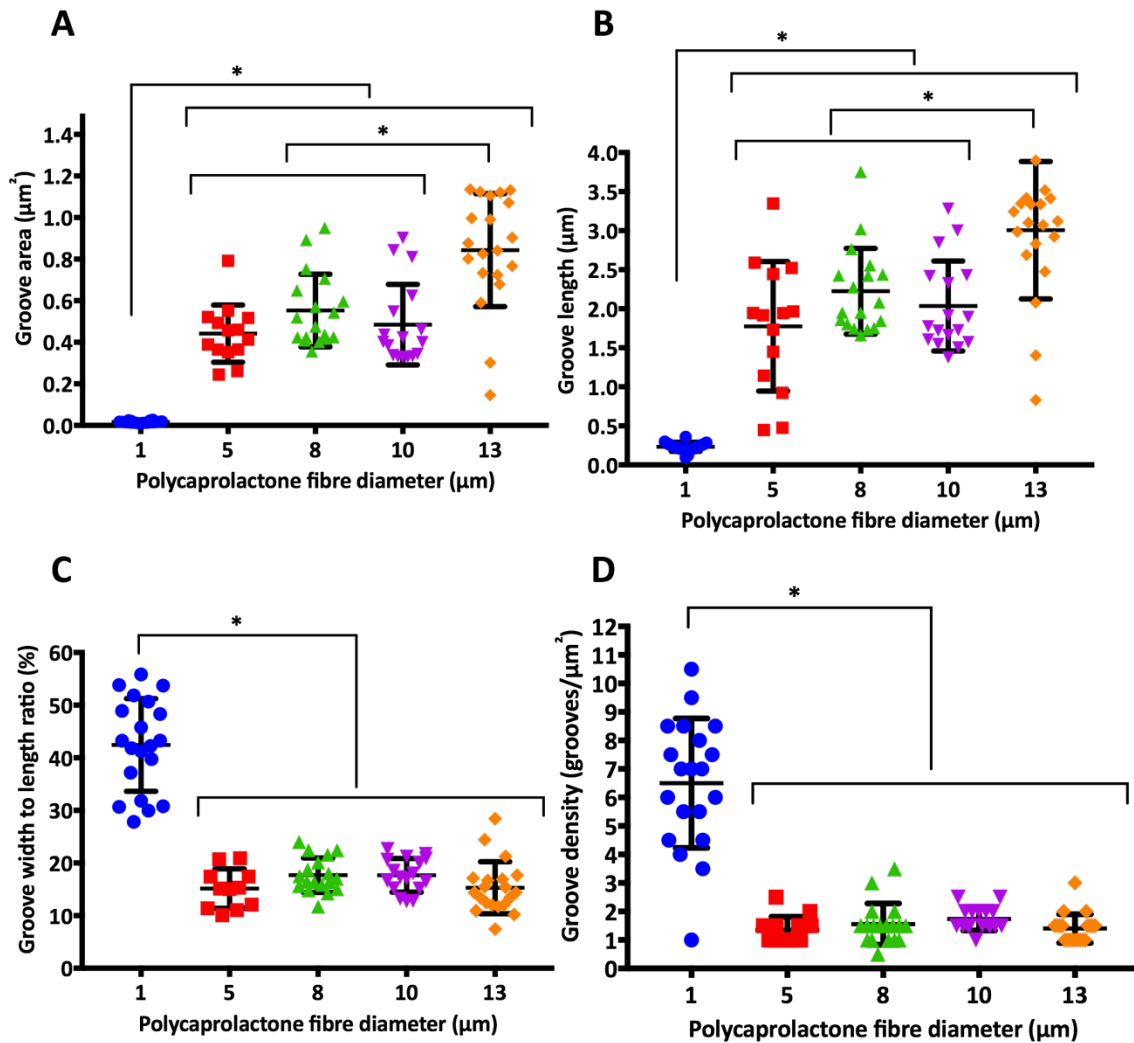 A
*
*
Groove area (µm²)
1.4
1.2
1.0
0.8
0.6
0.4
0.2
0.0
1 5 8 10 13
Polycaprolactone fibre diameter (µm)
B
*
*
Groove length (µm)
4.0
3.5
3.0
2.5
2.0
1.5
1.0
0.5
0.0
1 5 8 10 13
Polycaprolactone fibre diameter (µm)
C
*
Groove width to length ratio (%)
60
50
40
30
20
10
0
1 5 8 10 13
Polycaprolactone fibre diameter (µm)
D
*
Groove density (grooves/µm²)
12
11
10
9
8
7
6
5
4
3
2
1
0
1 5 8 10 13
Polycaprolactone fibre diameter (µm)